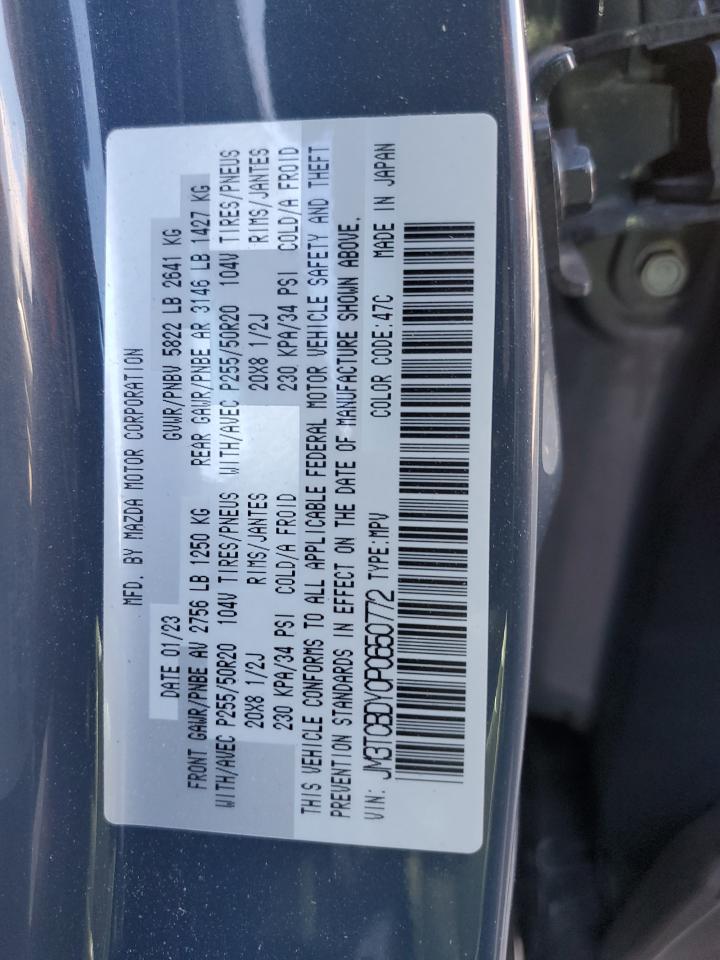 MFD. BY MAZDA MOTOR CORPORATION
DATE 01/23 GVWR/PNBV 5822 LB 2641 KG
FRONT GAWR/PNBE AV 2756 LB 1250 KG REAR GAWR/PNBE AR 3146 LB 1427 KG
WITH/AVEC P255/50R20 104V TIRES/PNEUS WITH/AVEC P255/50R20 104V TIRES/PNEUS
20X8 1/2J RIMS/JANTES 20X8 1/2J RIMS/JANTES
230 KPA/34 PSI COLD/A FROID 230 KPA/34 PSI COLD/A FROID
THIS VEHICLE CONFORMS TO ALL APPLICABLE FEDERAL MOTOR VEHICLE SAFETY AND THEFT
PREVENTION STANDARDS IN EFFECT ON THE DATE OF MANUFACTURE SHOWN ABOVE.
VIN: JM3TCBDY0P0650772 TYPE:MPV COLOR CODE:47C MADE IN JAPAN